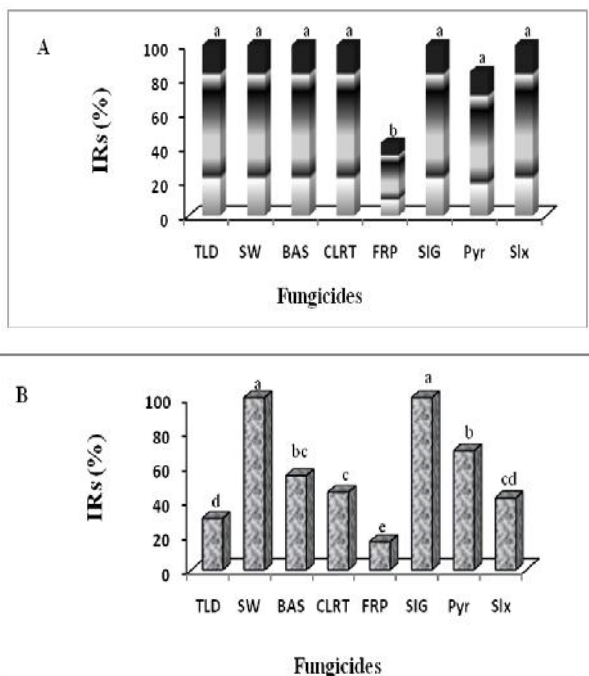 A
IRs (%)
100
80
60
40
20
0
a a a a b a a a
TLD SW BAS CLRT FRP SIG Pyr Slx
Fungicides
B
IRs (%)
100
80
60
40
20
0
d a bc c e a b cd
TLD SW BAS CLRT FRP SIG Pyr Slx
Fungicides